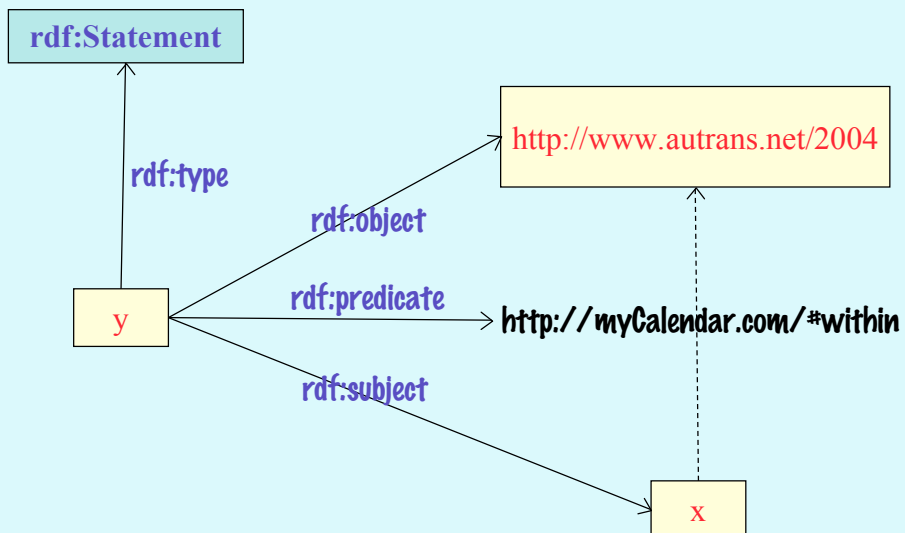 rdf:Statement
http://www.autrans.net/2004
rdf:type
rdf:object
rdf:predicate
y
http://myCalendar.com/#within
rdf:subject
x